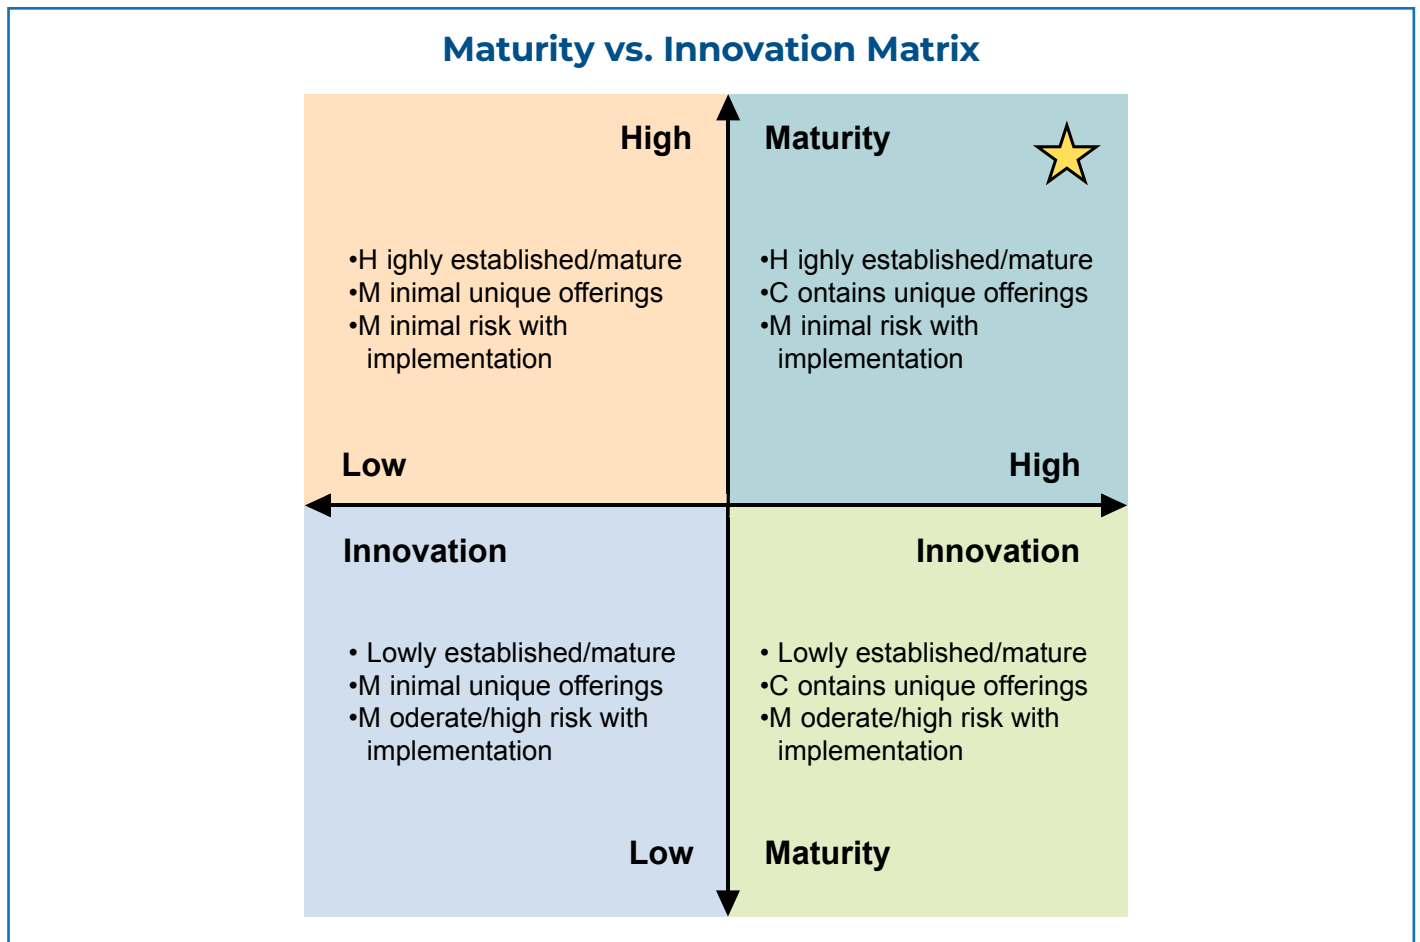 Maturity vs. Innovation Matrix
High
Maturity
•H ighly established/mature
•M inimal unique offerings
•M inimal risk with
implementation
•H ighly established/mature
•C ontains unique offerings
•M inimal risk with
implementation
Low
High
Innovation
Innovation
• Lowly established/mature
•M inimal unique offerings
•M oderate/high risk with
implementation
• Lowly established/mature
•C ontains unique offerings
•M oderate/high risk with
implementation
Low
Maturity